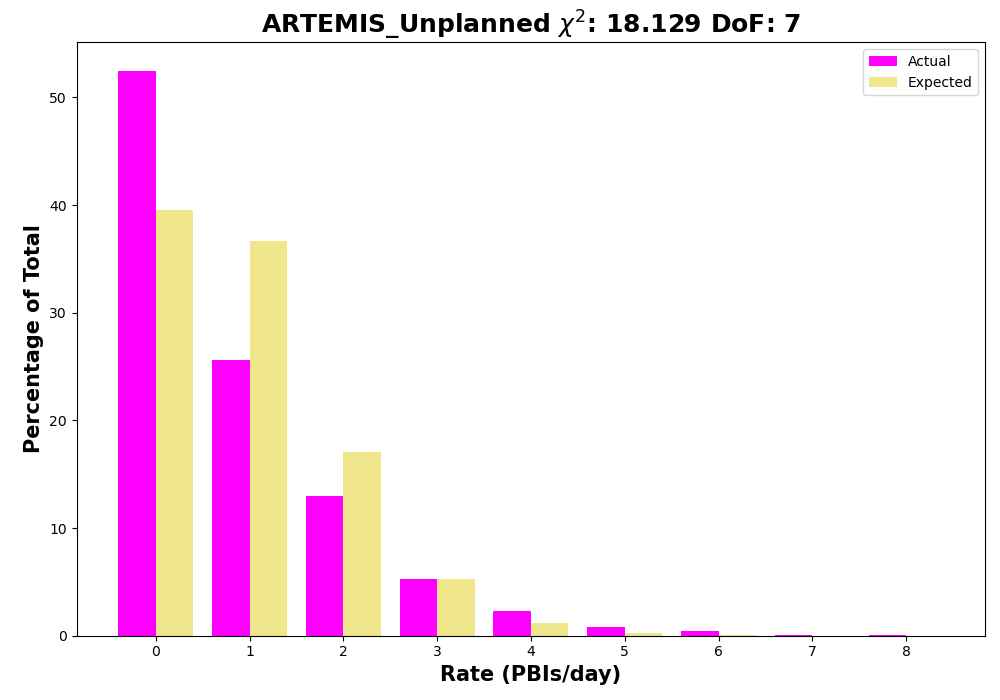 ARTEMIS_Unplanned χ²: 18.129 DoF: 7
Actual
Expected
Percentage of Total
50
40
30
20
10
0
0 1 2 3 4 5 6 7 8
Rate (PBIs/day)